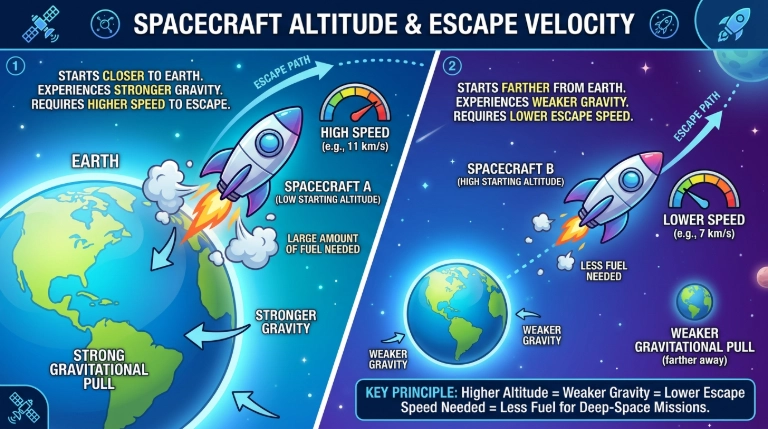 SPACECRAFT ALTITUDE & ESCAPE VELOCITY
1
STARTS CLOSER TO EARTH.
EXPERIENCES STRONGER GRAVITY.
REQUIRES HIGHER SPEED TO ESCAPE.
ESCAPE PATH
HIGH SPEED
(e.g., 11 km/s)
EARTH
SPACECRAFT A
(LOW STARTING ALTITUDE)
LARGE AMOUNT
OF FUEL NEEDED
STRONGER
GRAVITY
STRONG
GRAVITATIONAL
PULL
2
STARTS FARTHER FROM EARTH.
EXPERIENCES WEAKER GRAVITY.
REQUIRES LOWER ESCAPE SPEED.
ESCAPE PATH
SPACECRAFT B
(HIGH STARTING ALTITUDE)
LOWER SPEED
(e.g., 7 km/s)
LESS FUEL
NEEDED
WEAKER
GRAVITY
WEAKER
GRAVITY
WEAKER
GRAVITATIONAL PULL
(farther away)
KEY PRINCIPLE: Higher Altitude = Weaker Gravity = Lower Escape
Speed Needed = Less Fuel for Deep-Space Missions.